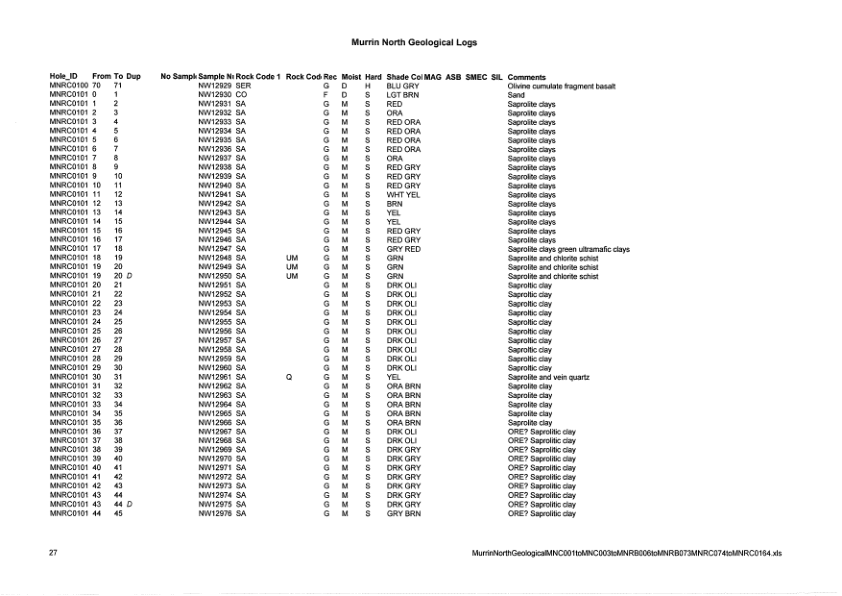 Murrin North Geological Logs
Hole_ID From To Dup No Sampl Sample N Rock Code 1 Rock Cod Rec Moist Hard Shade Col MAG ASB SMEC SIL Comments
MNRC0100 70 71 NW12929 SER G D H BLU GRY Olivine cumulate fragment basalt
MNRC0101 0 1 NW12930 CO F D S LGT BRN Sand
MNRC0101 1 2 NW12931 SA G M S RED Saprolite clays
MNRC0101 2 3 NW12932 SA G M S ORA Saprolite clays
MNRC0101 3 4 NW12933 SA G M S RED ORA Saprolite clays
MNRC0101 4 5 NW12934 SA G M S RED ORA Saprolite clays
MNRC0101 5 6 NW12935 SA G M S RED ORA Saprolite clays
MNRC0101 6 7 NW12936 SA G M S RED ORA Saprolite clays
MNRC0101 7 8 NW12937 SA G M S ORA Saprolite clays
MNRC0101 8 9 NW12938 SA G M S RED GRY Saprolite clays
MNRC0101 9 10 NW12939 SA G M S RED GRY Saprolite clays
MNRC0101 10 11 NW12940 SA G M S RED GRY Saprolite clays
MNRC0101 11 12 NW12941 SA G M S WHT YEL Saprolite clays
MNRC0101 12 13 NW12942 SA G M S BRN Saprolite clays
MNRC0101 13 14 NW12943 SA G M S YEL Saprolite clays
MNRC0101 14 15 NW12944 SA G M S YEL Saprolite clays
MNRC0101 15 16 NW12945 SA G M S RED GRY Saprolite clays
MNRC0101 16 17 NW12946 SA G M S RED GRY Saprolite clays
MNRC0101 17 18 NW12947 SA G M S GRY RED Saprolite clays green ultramafic clays
MNRC0101 18 19 NW12948 SA UM G M S GRN Saprolite and chlorite schist
MNRC0101 19 20 NW12949 SA UM G M S GRN Saprolite and chlorite schist
MNRC0101 19 20 D NW12950 SA UM G M S GRN Saprolite and chlorite schist
MNRC0101 20 21 NW12951 SA G M S DRK OLI Saproltic clay
MNRC0101 21 22 NW12952 SA G M S DRK OLI Saproltic clay
MNRC0101 22 23 NW12953 SA G M S DRK OLI Saproltic clay
MNRC0101 23 24 NW12954 SA G M S DRK OLI Saproltic clay
MNRC0101 24 25 NW12955 SA G M S DRK OLI Saproltic clay
MNRC0101 25 26 NW12956 SA G M S DRK OLI Saproltic clay
MNRC0101 26 27 NW12957 SA G M S DRK OLI Saproltic clay
MNRC0101 27 28 NW12958 SA G M S DRK OLI Saproltic clay
MNRC0101 28 29 NW12959 SA G M S DRK OLI Saproltic clay
MNRC0101 29 30 NW12960 SA G M S DRK OLI Saproltic clay
MNRC0101 30 31 NW12961 SA Q G M S YEL Saprolite and vein quartz
MNRC0101 31 32 NW12962 SA G M S ORA BRN Saprolite clay
MNRC0101 32 33 NW12963 SA G M S ORA BRN Saprolite clay
MNRC0101 33 34 NW12964 SA G M S ORA BRN Saprolite clay
MNRC0101 34 35 NW12965 SA G M S ORA BRN Saprolite clay
MNRC0101 35 36 NW12966 SA G M S ORA BRN Saprolite clay
MNRC0101 36 37 NW12967 SA G M S DRK OLI ORE? Saprolitic clay
MNRC0101 37 38 NW12968 SA G M S DRK OLI ORE? Saprolitic clay
MNRC0101 38 39 NW12969 SA G M S DRK GRY ORE? Saprolitic clay
MNRC0101 39 40 NW12970 SA G M S DRK GRY ORE? Saprolitic clay
MNRC0101 40 41 NW12971 SA G M S DRK GRY ORE? Saprolitic clay
MNRC0101 41 42 NW12972 SA G M S DRK GRY ORE? Saprolitic clay
MNRC0101 42 43 NW12973 SA G M S DRK GRY ORE? Saprolitic clay
MNRC0101 43 44 NW12974 SA G M S DRK GRY ORE? Saprolitic clay
MNRC0101 43 44 D NW12975 SA G M S DRK GRY ORE? Saprolitic clay
MNRC0101 44 45 NW12976 SA G M S GRY BRN ORE? Saprolitic clay
27 MurrinNorthGeologicalMNC001toMNC003toMNRB006toMNRB073MNRC074toMNRC0164.xls